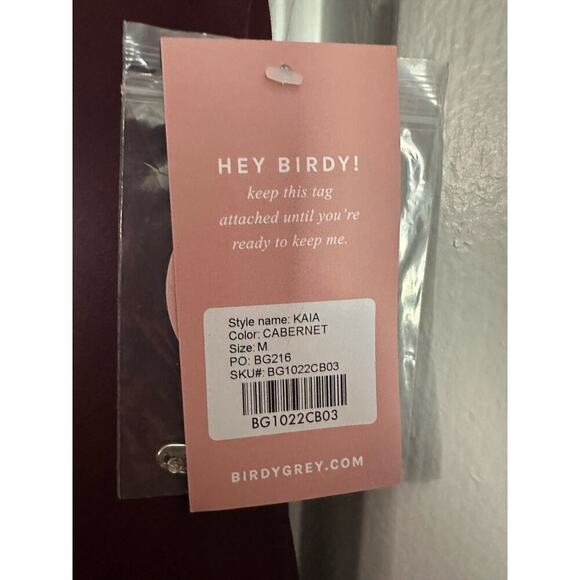 HEY BIRDY!
keep this tag
attached until you're
ready to keep me.
Style name: KAIA
Color: CABERNET
Size: M
PO: BG216
SKU#: BG1022CB03
BG1022CB03
BIRDYGREY.COM